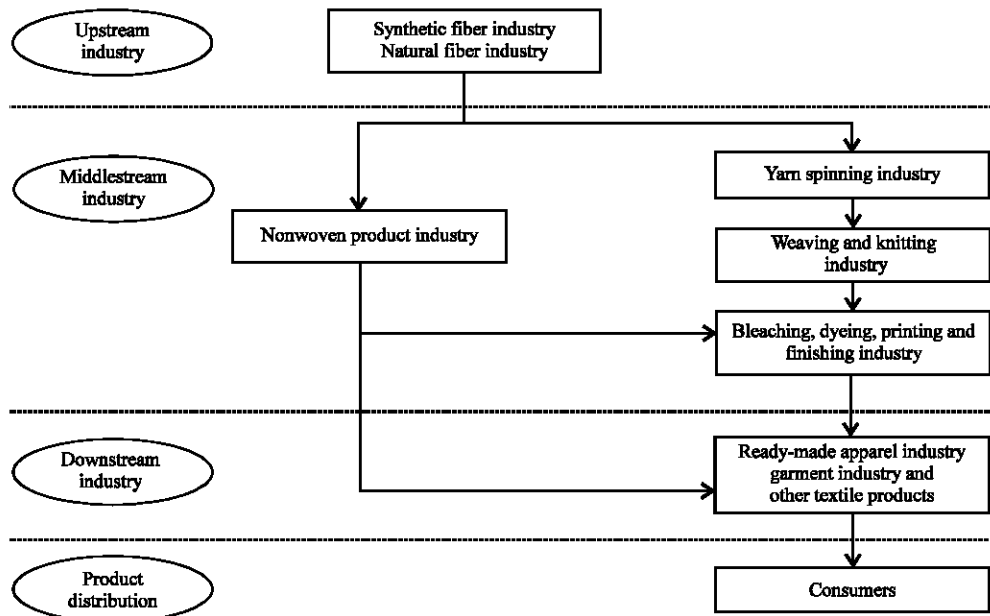 Upstream
industry
Synthetic fiber industry
Natural fiber industry
Middlestream
industry
Yarn spinning industry
Nonwoven product industry
Weaving and knitting
industry
Bleaching, dyeing, printing and
finishing industry
Downstream
industry
Ready-made apparel industry
garment industry and
other textile products
Product
distribution
Consumers